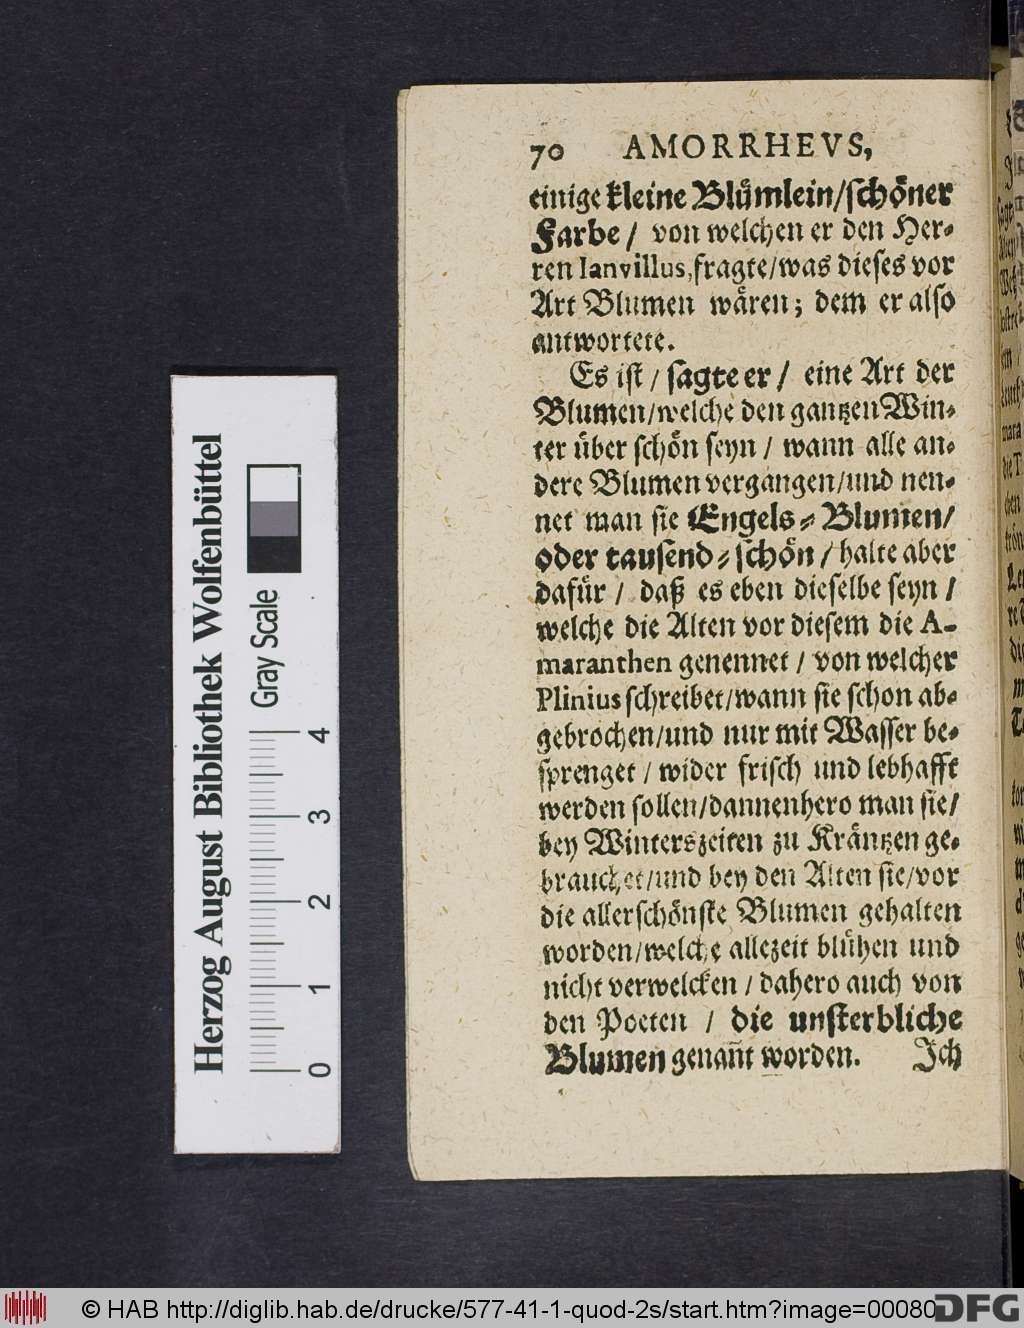 70 AMORRHEVS,
einige kleine Blümlein/schöner
Farbe / von welchen er den Her-
ren Ianvillus,fragte/was dieses vor
Art Blumen wären; dem er also
antwortete.
Es ist / sagte er / eine Art der
Blumen/welche den gantzen Win-
ter über schön seyn / wann alle an-
dere Blumen vergangen/und nen-
net man sie Engels-Blumen/
oder tausend-schön / halte aber
dafür / daß es eben dieselbe seyn /
welche die Alten vor diesem die A-
maranthen genennet / von welcher
Plinius schreibet/wann sie schon ab-
gebrochen/und nur mit Wasser be-
sprenget / wider frisch und lebhafft
werden sollen/dannenhero man sie/
bey Winterszeiten zu Kräntzen ge-
brauchet/und bey den Alten sie/vor
die allerschönste Blumen gehalten
worden/welche allezeit blühen und
nicht verwelcken / dahero auch von
den Poeten / die unsterbliche
Blumen genañt worden. Ich
Herzog August Bibliothek Wolfenbüttel
Gray Scale
0 1 2 3 4
© HAB http://diglib.hab.de/drucke/577-41-1-quod-2s/start.htm?image=00080
DFG